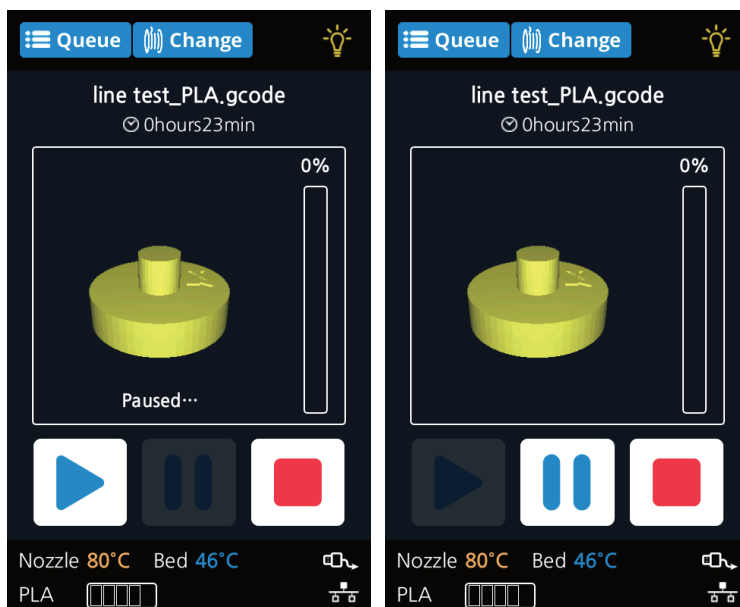 Queue Change
line test_PLA.gcode
0hours23min
0%
Paused…
Nozzle 80°C Bed 46°C
PLA
Queue Change
line test_PLA.gcode
0hours23min
0%
Nozzle 80°C Bed 46°C
PLA